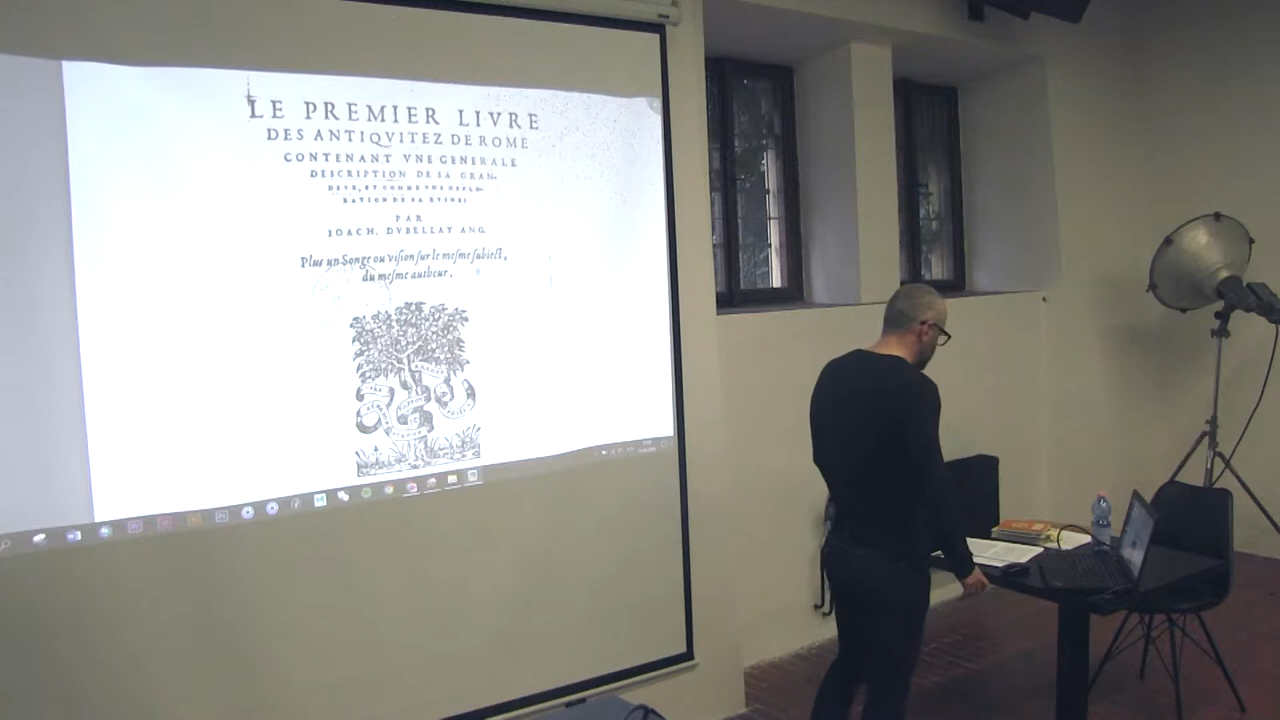 LE PREMIER LIVRE
DES ANTIQVITEZ DE ROME
CONTENANT VNE GENERALE
DESCRIPTION DE SA GRAN-
DEVR, ET COMME VNE DEPLO-
RATION DE SA RVINE:
PAR
IOACH. DVBELLAY ANG.
Plus un Songe ou vision sur le mesme subiect,
du mesme autheur.